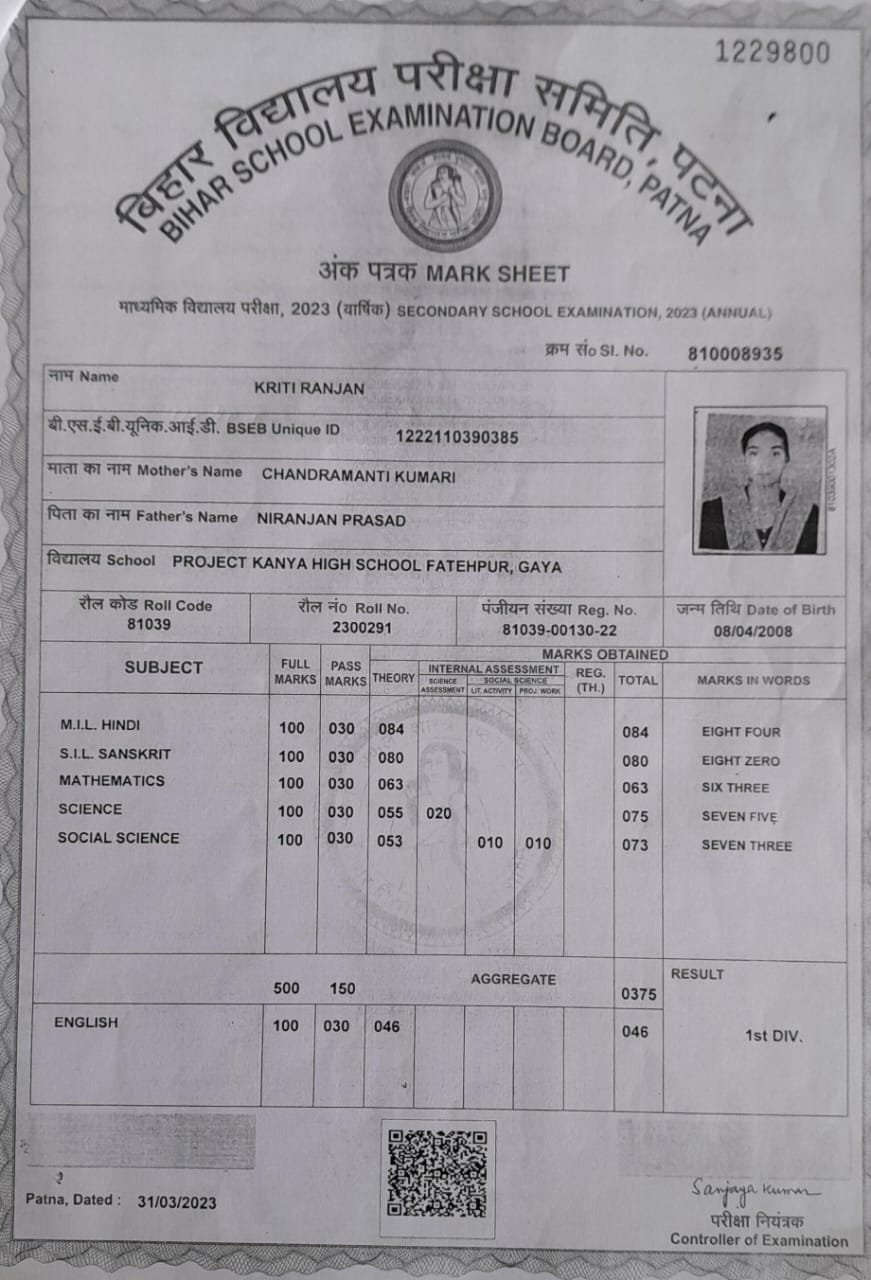 1229800
बिहार विद्यालय परीक्षा समिति, पटना
BIHAR SCHOOL EXAMINATION BOARD, PATNA
अंक पत्रक MARK SHEET
माध्यमिक विद्यालय परीक्षा, 2023 (वार्षिक) SECONDARY SCHOOL EXAMINATION, 2023 (ANNUAL)
क्रम सं० Sl. No. 810008935
नाम Name KRITI RANJAN
बी.एस.ई.बी.यूनिक.आई.डी. BSEB Unique ID 1222110390385
माता का नाम Mother's Name CHANDRAMANTI KUMARI
पिता का नाम Father's Name NIRANJAN PRASAD
विद्यालय School PROJECT KANYA HIGH SCHOOL FATEHPUR, GAYA
रौल कोड Roll Code रौल नं० Roll No. पंजीयन संख्या Reg. No. जन्म तिथि Date of Birth
81039 2300291 81039-00130-22 08/04/2008
MARKS OBTAINED
SUBJECT FULL MARKS PASS MARKS THEORY INTERNAL ASSESSMENT REG. (TH.) TOTAL MARKS IN WORDS
SCIENCE ASSESSMENT SOCIAL SCIENCE
LIT. ACTIVITY PROJ. WORK
M.I.L. HINDI 100 030 084 084 EIGHT FOUR
S.I.L. SANSKRIT 100 030 080 080 EIGHT ZERO
MATHEMATICS 100 030 063 063 SIX THREE
SCIENCE 100 030 055 020 075 SEVEN FIVE
SOCIAL SCIENCE 100 030 053 010 010 073 SEVEN THREE
500 150 AGGREGATE 0375 RESULT
ENGLISH 100 030 046 046 1st DIV.
Patna, Dated : 31/03/2023
Sanjaya Kumar
परीक्षा नियंत्रक
Controller of Examination